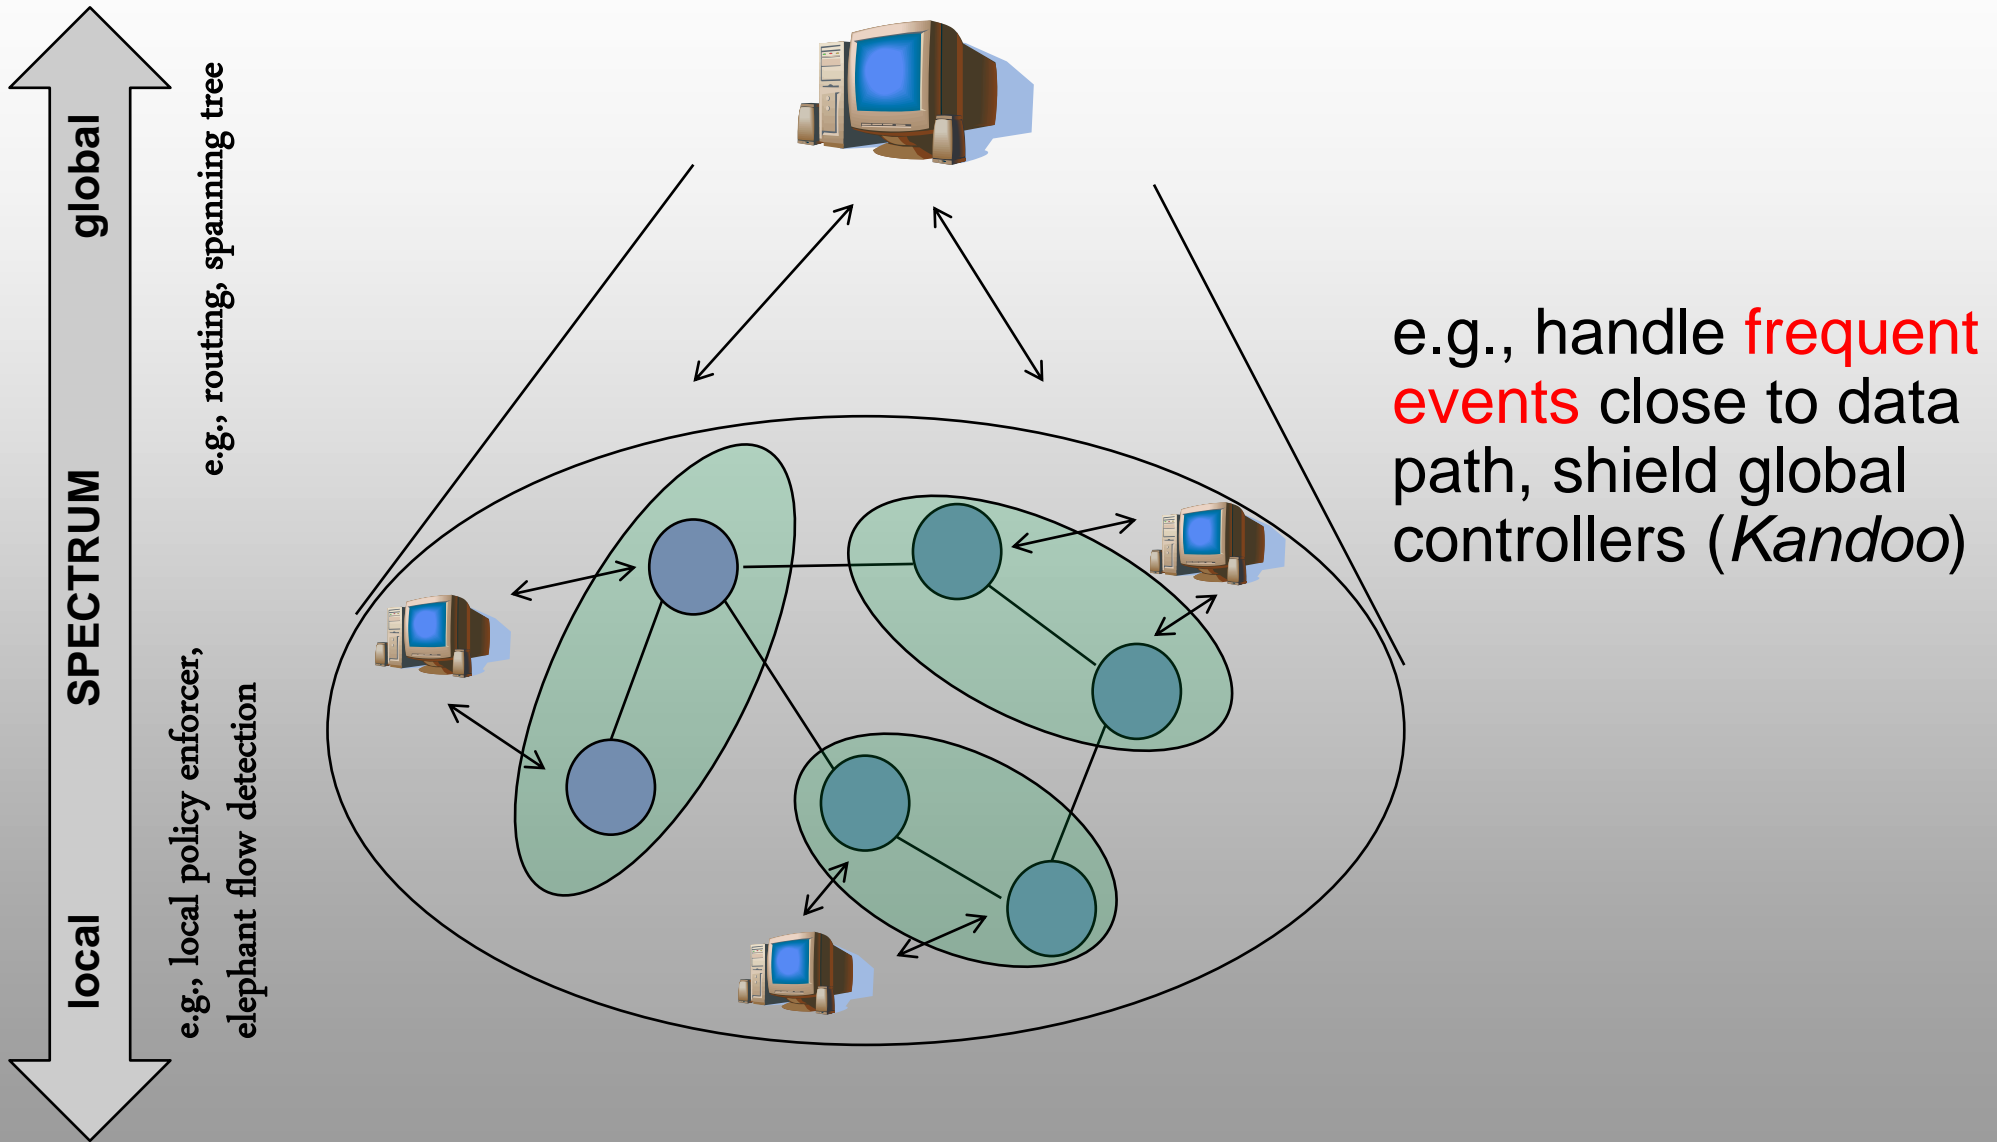 global
SPECTRUM
local
e.g., routing, spanning tree
e.g., local policy enforcer,
elephant flow detection
e.g., handle frequent
events close to data
path, shield global
controllers (Kandoo)